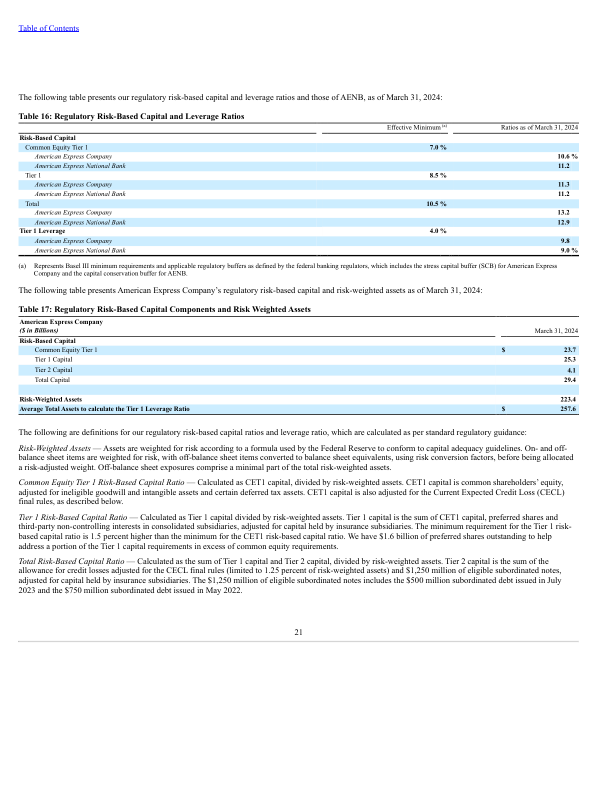 Table of Contents
The following table presents our regulatory risk-based capital and leverage ratios and those of AENB, as of March 31, 2024:
Table 16: Regulatory Risk-Based Capital and Leverage Ratios
Effective Minimum (a) Ratios as of March 31, 2024
Risk-Based Capital
Common Equity Tier 1 7.0 %
American Express Company 10.6 %
American Express National Bank 11.2
Tier 1 8.5 %
American Express Company 11.3
American Express National Bank 11.2
Total 10.5 %
American Express Company 13.2
American Express National Bank 12.9
Tier 1 Leverage 4.0 %
American Express Company 9.8
American Express National Bank 9.0 %
(a) Represents Basel III minimum requirements and applicable regulatory buffers as defined by the federal banking regulators, which includes the stress capital buffer (SCB) for American Express
Company and the capital conservation buffer for AENB.
The following table presents American Express Company's regulatory risk-based capital and risk-weighted assets as of March 31, 2024:
Table 17: Regulatory Risk-Based Capital Components and Risk Weighted Assets
American Express Company
($ in Billions) March 31, 2024
Risk-Based Capital
Common Equity Tier 1 $ 23.7
Tier 1 Capital 25.3
Tier 2 Capital 4.1
Total Capital 29.4
Risk-Weighted Assets 223.4
Average Total Assets to calculate the Tier 1 Leverage Ratio $ 257.6
The following are definitions for our regulatory risk-based capital ratios and leverage ratio, which are calculated as per standard regulatory guidance:
Risk-Weighted Assets — Assets are weighted for risk according to a formula used by the Federal Reserve to conform to capital adequacy guidelines. On- and off-
balance sheet items are weighted for risk, with off-balance sheet items converted to balance sheet equivalents, using risk conversion factors, before being allocated
a risk-adjusted weight. Off-balance sheet exposures comprise a minimal part of the total risk-weighted assets.
Common Equity Tier 1 Risk-Based Capital Ratio — Calculated as CET1 capital, divided by risk-weighted assets. CET1 capital is common shareholders' equity,
adjusted for ineligible goodwill and intangible assets and certain deferred tax assets. CET1 capital is also adjusted for the Current Expected Credit Loss (CECL)
final rules, as described below.
Tier 1 Risk-Based Capital Ratio — Calculated as Tier 1 capital divided by risk-weighted assets. Tier 1 capital is the sum of CET1 capital, preferred shares and
third-party non-controlling interests in consolidated subsidiaries, adjusted for capital held by insurance subsidiaries. The minimum requirement for the Tier 1 risk-
based capital ratio is 1.5 percent higher than the minimum for the CET1 risk-based capital ratio. We have $1.6 billion of preferred shares outstanding to help
address a portion of the Tier 1 capital requirements in excess of common equity requirements.
Total Risk-Based Capital Ratio — Calculated as the sum of Tier 1 capital and Tier 2 capital, divided by risk-weighted assets. Tier 2 capital is the sum of the
allowance for credit losses adjusted for the CECL final rules (limited to 1.25 percent of risk-weighted assets) and $1,250 million of eligible subordinated notes,
adjusted for capital held by insurance subsidiaries. The $1,250 million of eligible subordinated notes includes the $500 million subordinated debt issued in July
2023 and the $750 million subordinated debt issued in May 2022.
21